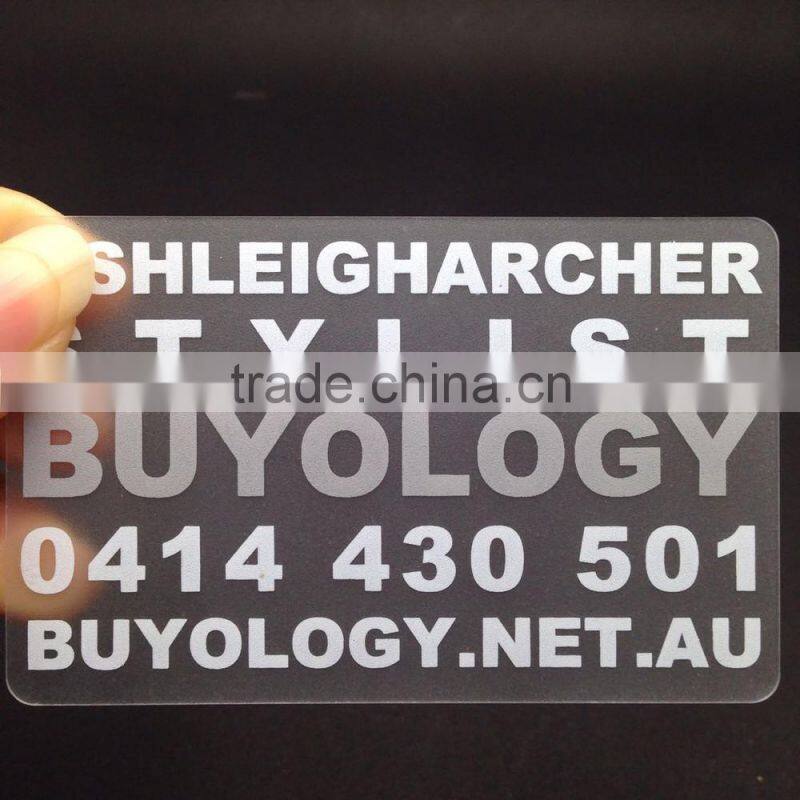 SHLEIGHARCHER
STYLIST
trade.china.cn
BUYOLOGY
0414 430 501
BUYOLOGY.NET.AU